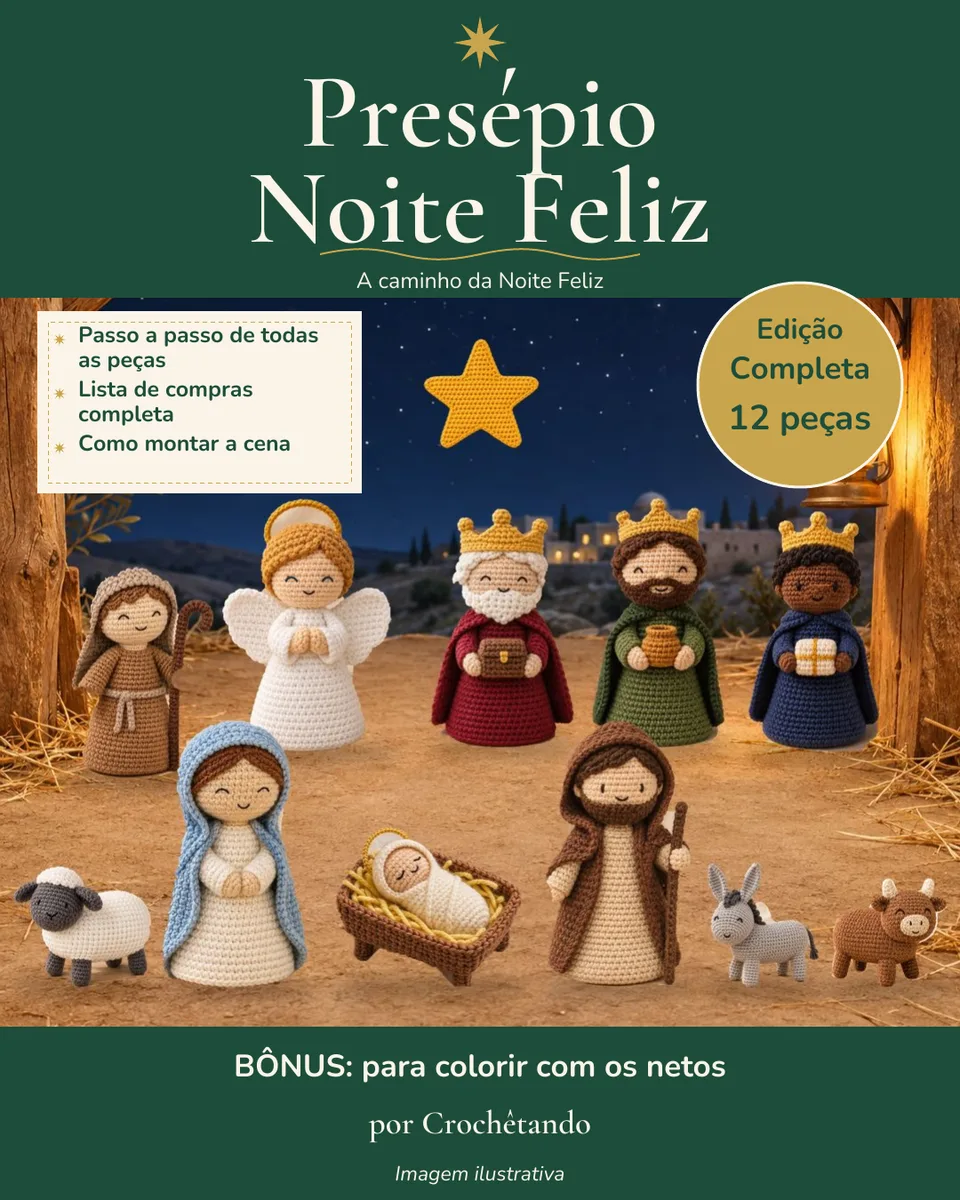 Presépio
Noite Feliz
A caminho da Noite Feliz
Passo a passo de todas
as peças
Lista de compras
completa
Como montar a cena
Edição
Completa
12 peças
BÔNUS: para colorir com os netos
por Crochêtando
Imagem ilustrativa